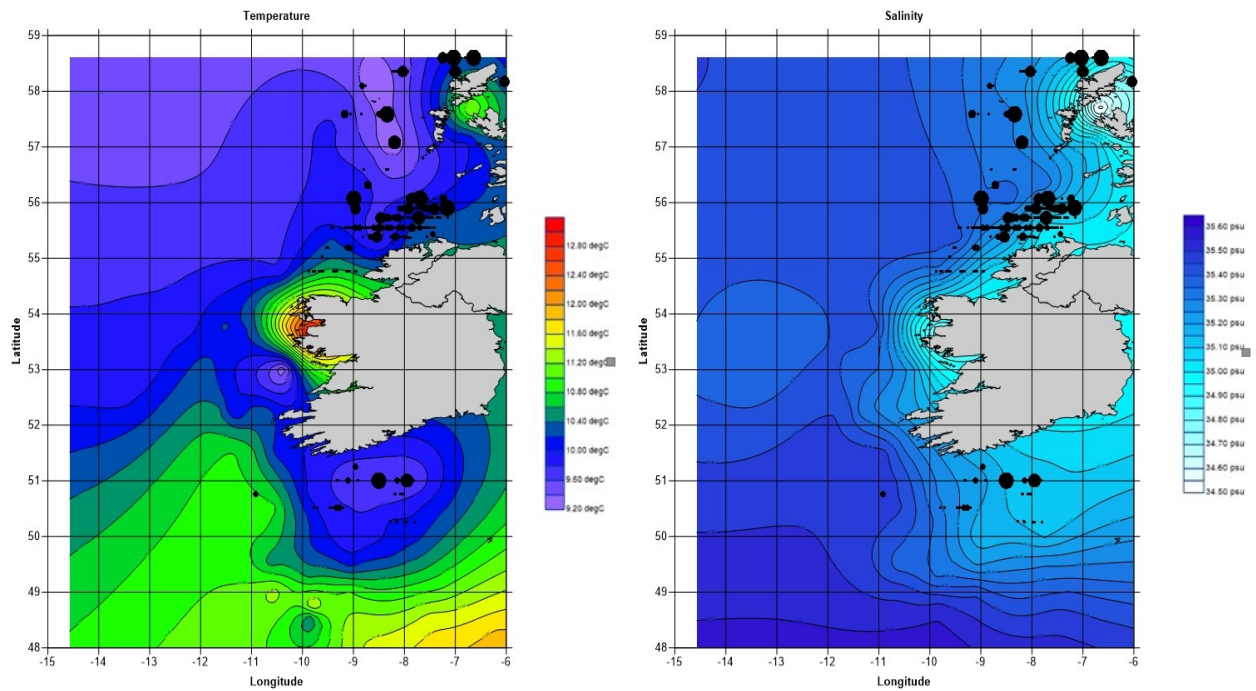 Temperature
59
58
57
56
55
54
53
52
51
50
49
48
-15
-14
-13
-12
-11
-10
-9
-8
-7
-6
Latitude
Longitude
12.80 degC
12.40 degC
12.00 degC
11.60 degC
11.20 degC
10.80 degC
10.40 degC
10.00 degC
9.60 degC
9.20 degC
Salinity
59
58
57
56
55
54
53
52
51
50
49
48
-15
-14
-13
-12
-11
-10
-9
-8
-7
-6
Latitude
Longitude
35.60 psu
35.50 psu
35.40 psu
35.30 psu
35.20 psu
35.10 psu
35.00 psu
34.90 psu
34.80 psu
34.70 psu
34.60 psu
34.50 psu